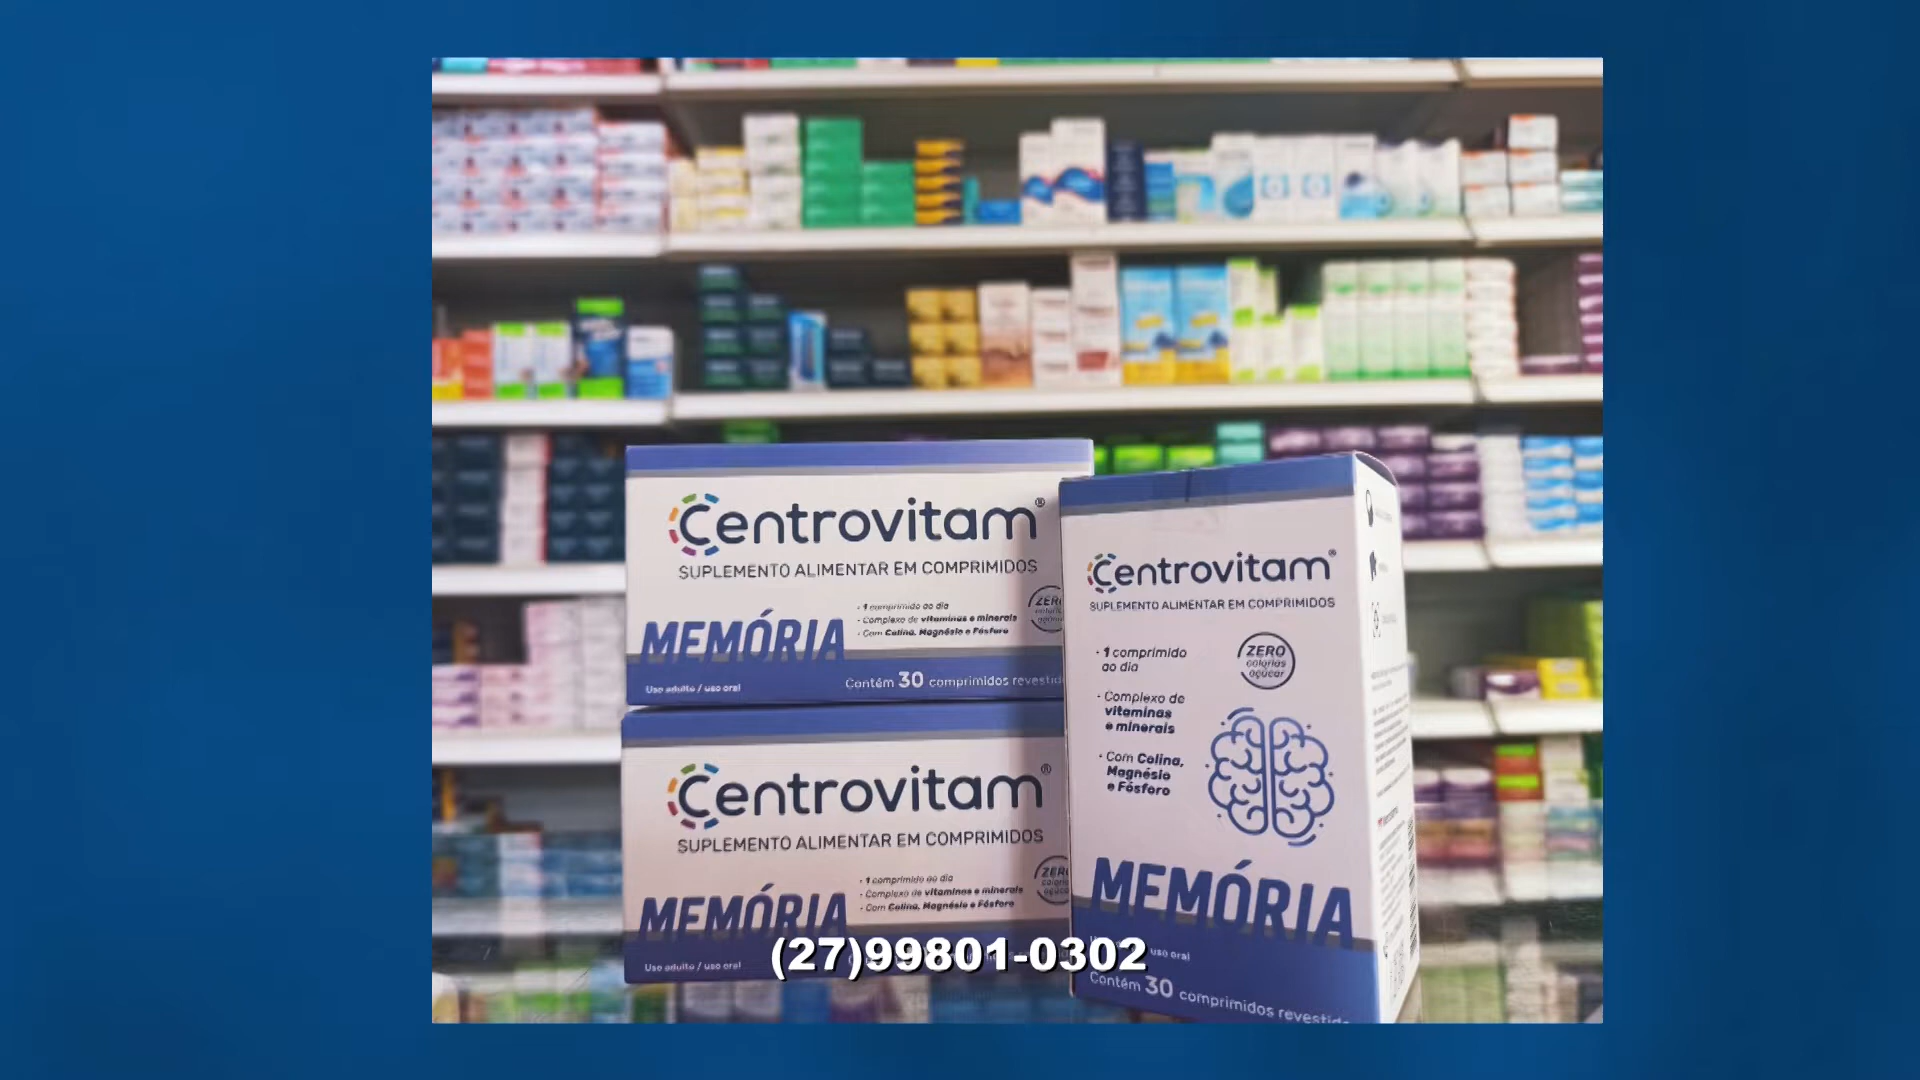 Centrovitam®
SUPLEMENTO ALIMENTAR EM COMPRIMIDOS
• 1 comprimido ao dia
• Complexo de vitaminas e minerais
• Com Colina, Magnésio e Fósforo
ZERO
MEMÓRIA
Uso adulto / uso oral
Contém 30 comprimidos
Centrovitam®
SUPLEMENTO ALIMENTAR EM COMPRIMIDOS
• 1 comprimido ao dia
• Complexo de vitaminas e minerais
• Com Colina, Magnésio e Fósforo
ZERO
MEMÓRIA
Uso adulto / uso oral
Centrovitam®
SUPLEMENTO ALIMENTAR EM COMPRIMIDOS
• 1 comprimido
ao dia
ZERO
calorias
açúcar
• Complexo de
vitaminas
e minerais
• Com Colina,
Magnésio
e Fósforo
MEMÓRIA
uso oral
Contém 30 comprimidos
(27)99801-0302